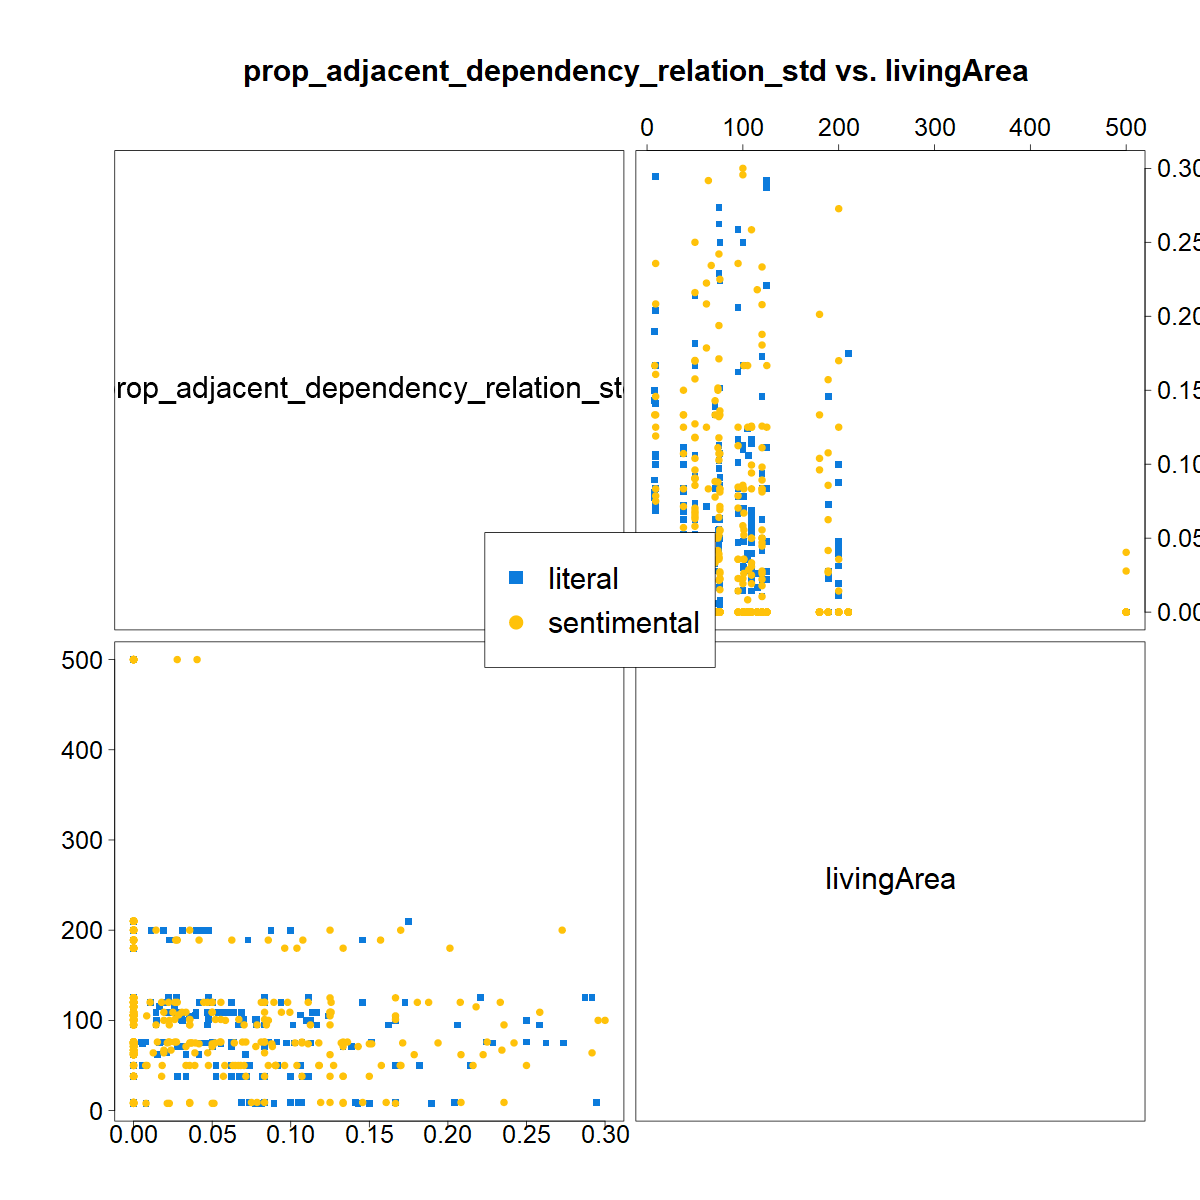 prop_adjacent_dependency_relation_std vs. livingArea
0 100 200 300 400 500
0.30
0.25
0.20
rop_adjacent_dependency_relation_st
0.15
0.10
0.05
literal
0.00
sentimental
500
400
300
livingArea
200
100
0
0.00 0.05 0.10 0.15 0.20 0.25 0.30